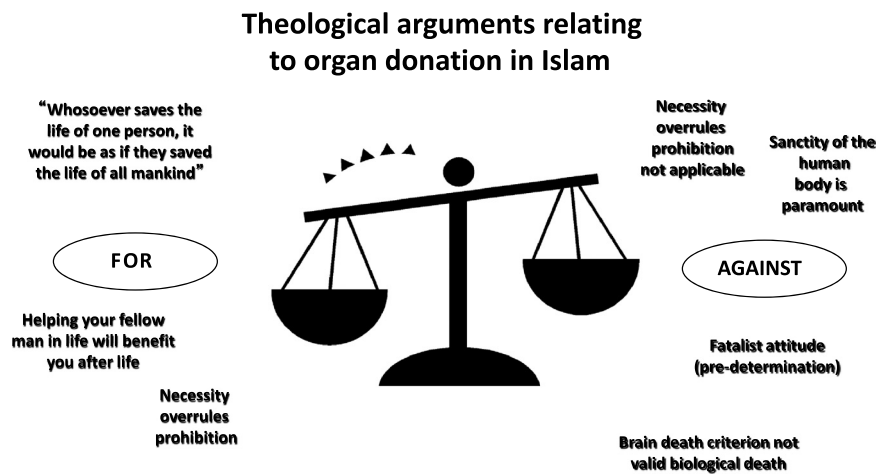 Theological arguments relating
to organ donation in Islam
“Whosoever saves the
life of one person, it
would be as if they saved
the life of all mankind”
FOR
Helping your fellow
man in life will benefit
you after life
Necessity
overrules
prohibition
Necessity
overrules
prohibition
not applicable
Sanctity of the
human
body is
paramount
AGAINST
Fatalist attitude
(pre-determination)
Brain death criterion not
valid biological death